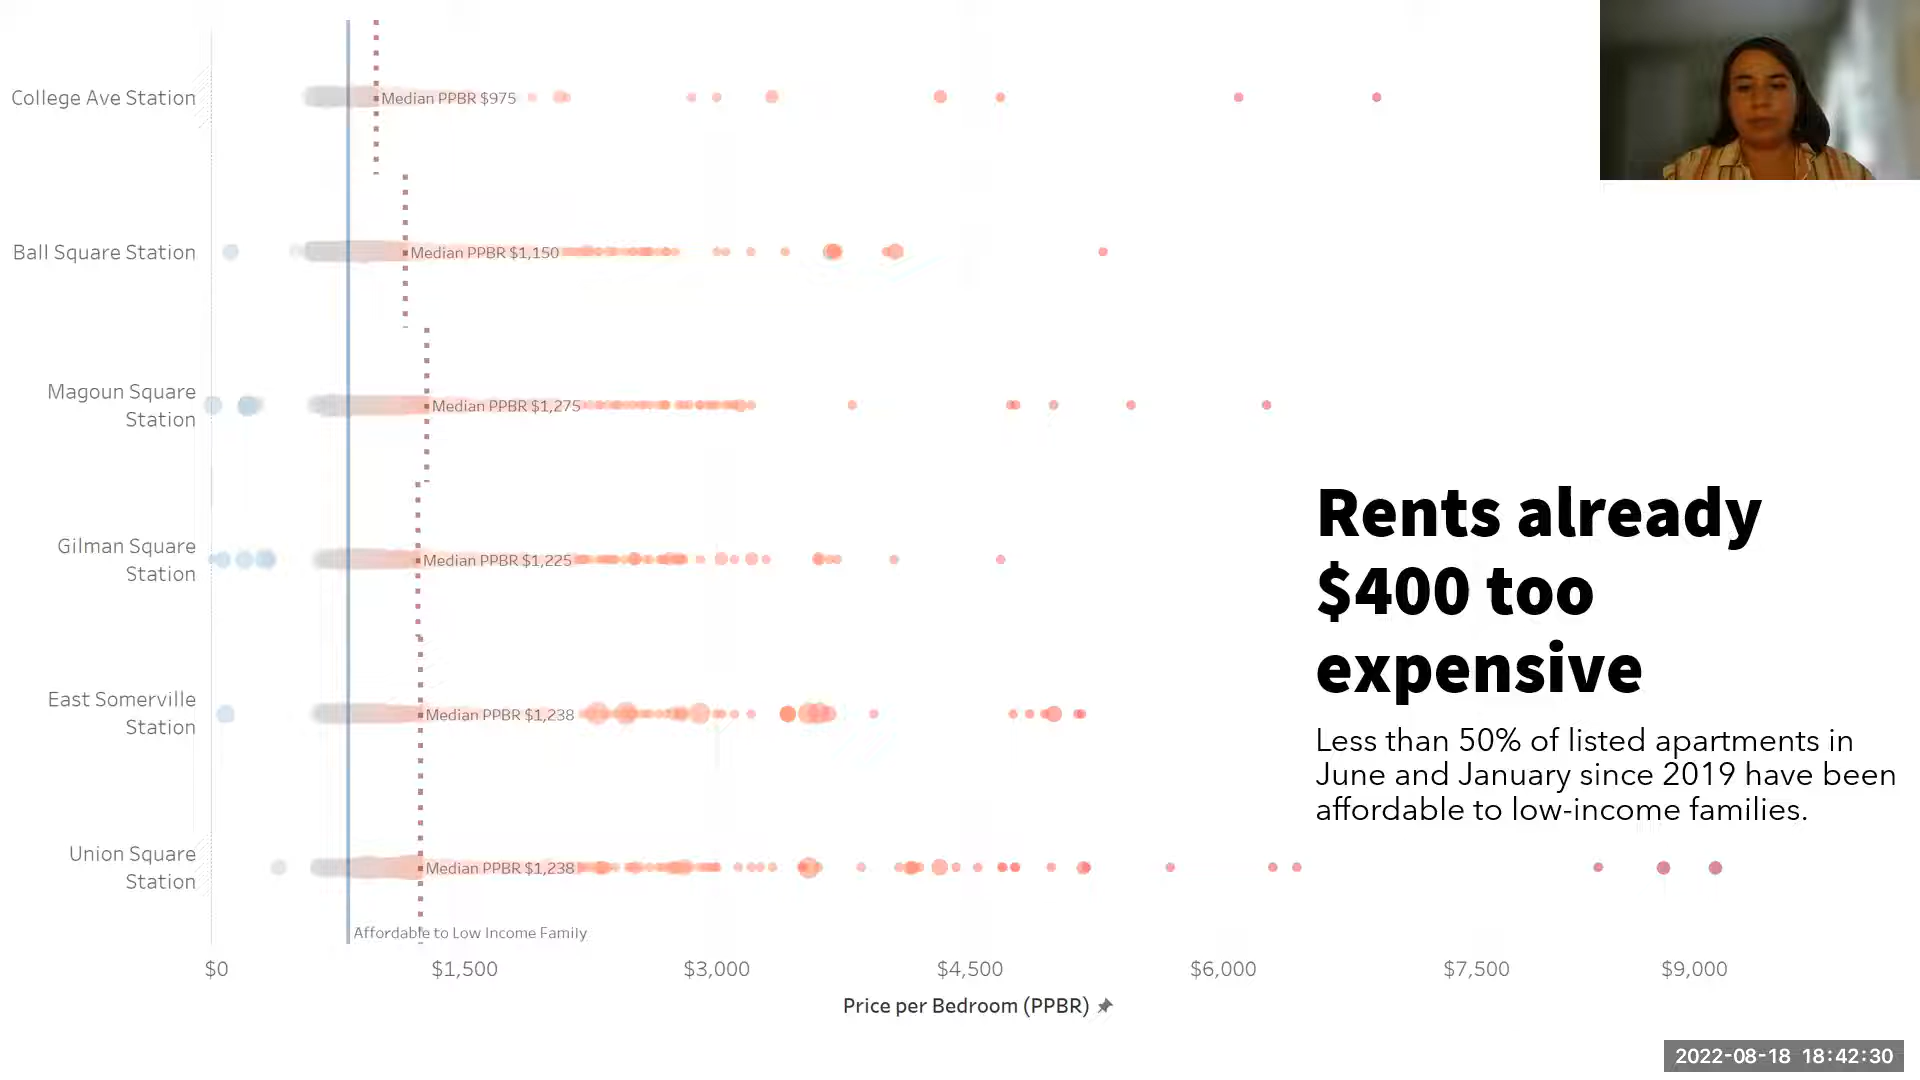 College Ave Station
Median PPBR $975
Ball Square Station
Median PPBR $1,150
Magoun Square
Station
Median PPBR $1,275
Gilman Square
Station
Median PPBR $1,225
East Somerville
Station
Median PPBR $1,238
Union Square
Station
Median PPBR $1,238
Affordable to Low Income Family
$0 $1,500 $3,000 $4,500 $6,000 $7,500 $9,000
Price per Bedroom (PPBR)
Rents already
$400 too
expensive
Less than 50% of listed apartments in
June and January since 2019 have been
affordable to low-income families.
2022-08-18 18:42:30